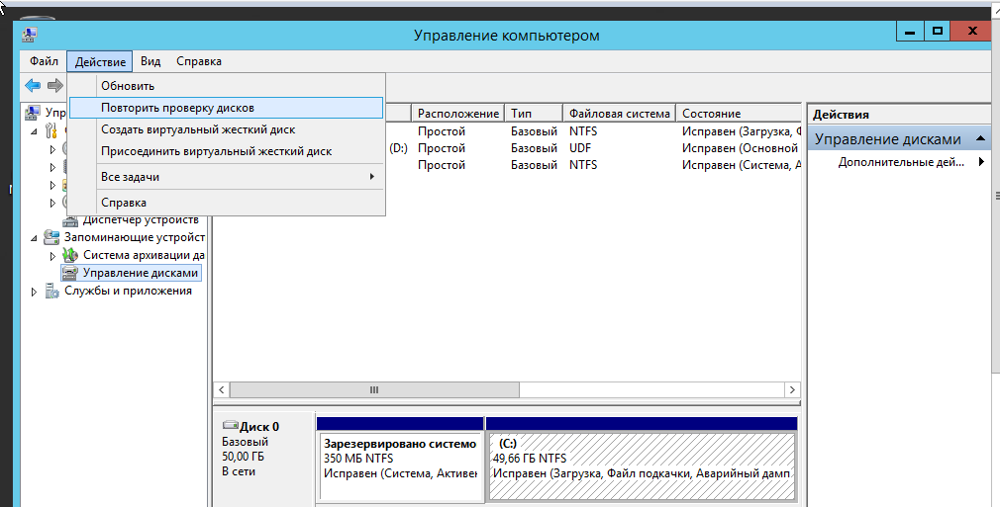 Управление компьютером
Файл Действие Вид Справка
Обновить
Повторить проверку дисков
Создать виртуальный жесткий диск
Присоединить виртуальный жесткий диск
Все задачи
Справка
Упр
Диспетчер устройств
Запоминающие устройст
Система архивации да
Управление дисками
Службы и приложения
Расположение Тип Файловая система Состояние
Простой Базовый NTFS Исправен (Загрузка, Ф
(D:) Простой Базовый UDF Исправен (Основной
Простой Базовый NTFS Исправен (Система, А
Действия
Управление дисками
Дополнительные дей...
Диск 0
Базовый
50,00 ГБ
В сети
Зарезервировано системо
350 МБ NTFS
Исправен (Система, Активен
(C:)
49,66 ГБ NTFS
Исправен (Загрузка, Файл подкачки, Аварийный дамп